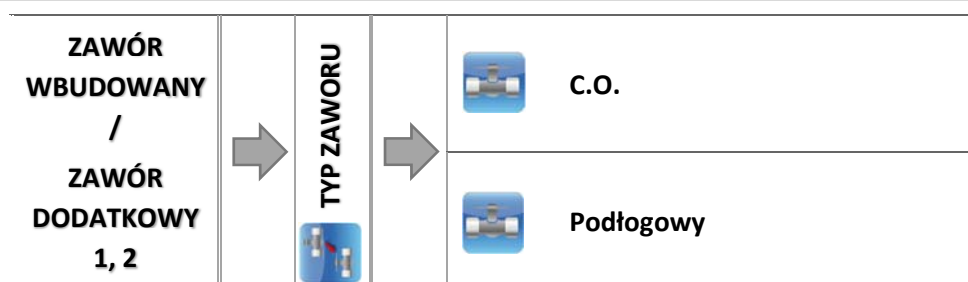 ZAWÓR
WBUDOWANY
/
ZAWÓR
DODATKOWY
1, 2
TYP ZAWORU
C.O.
Podłogowy